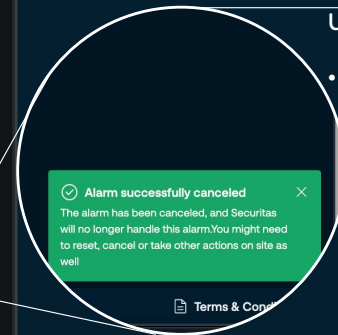 U
•
Alarm successfully canceled
The alarm has been canceled, and Securitas
will no longer handle this alarm.You might need
to reset, cancel or take other actions on site as
well
Terms &